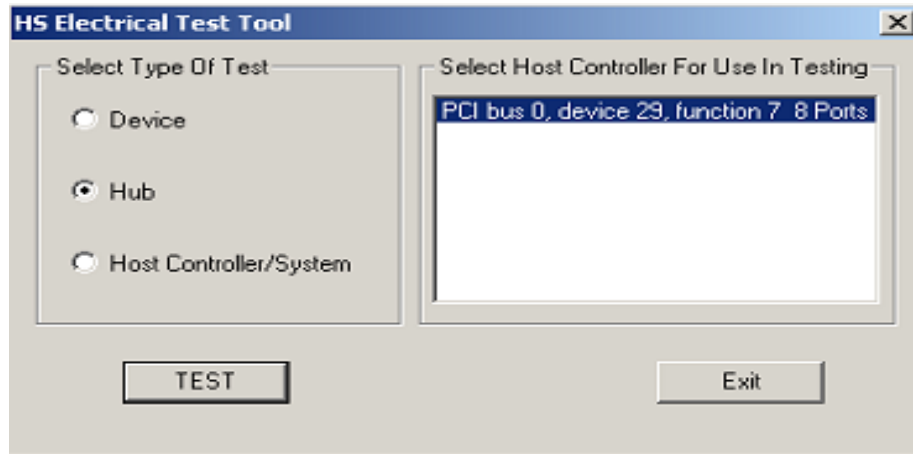 HS Electrical Test Tool
Select Type Of Test
Device
Hub
Host Controller/System
Select Host Controller For Use In Testing
PCI bus 0, device 29, function 7 8 Ports
TEST
Exit